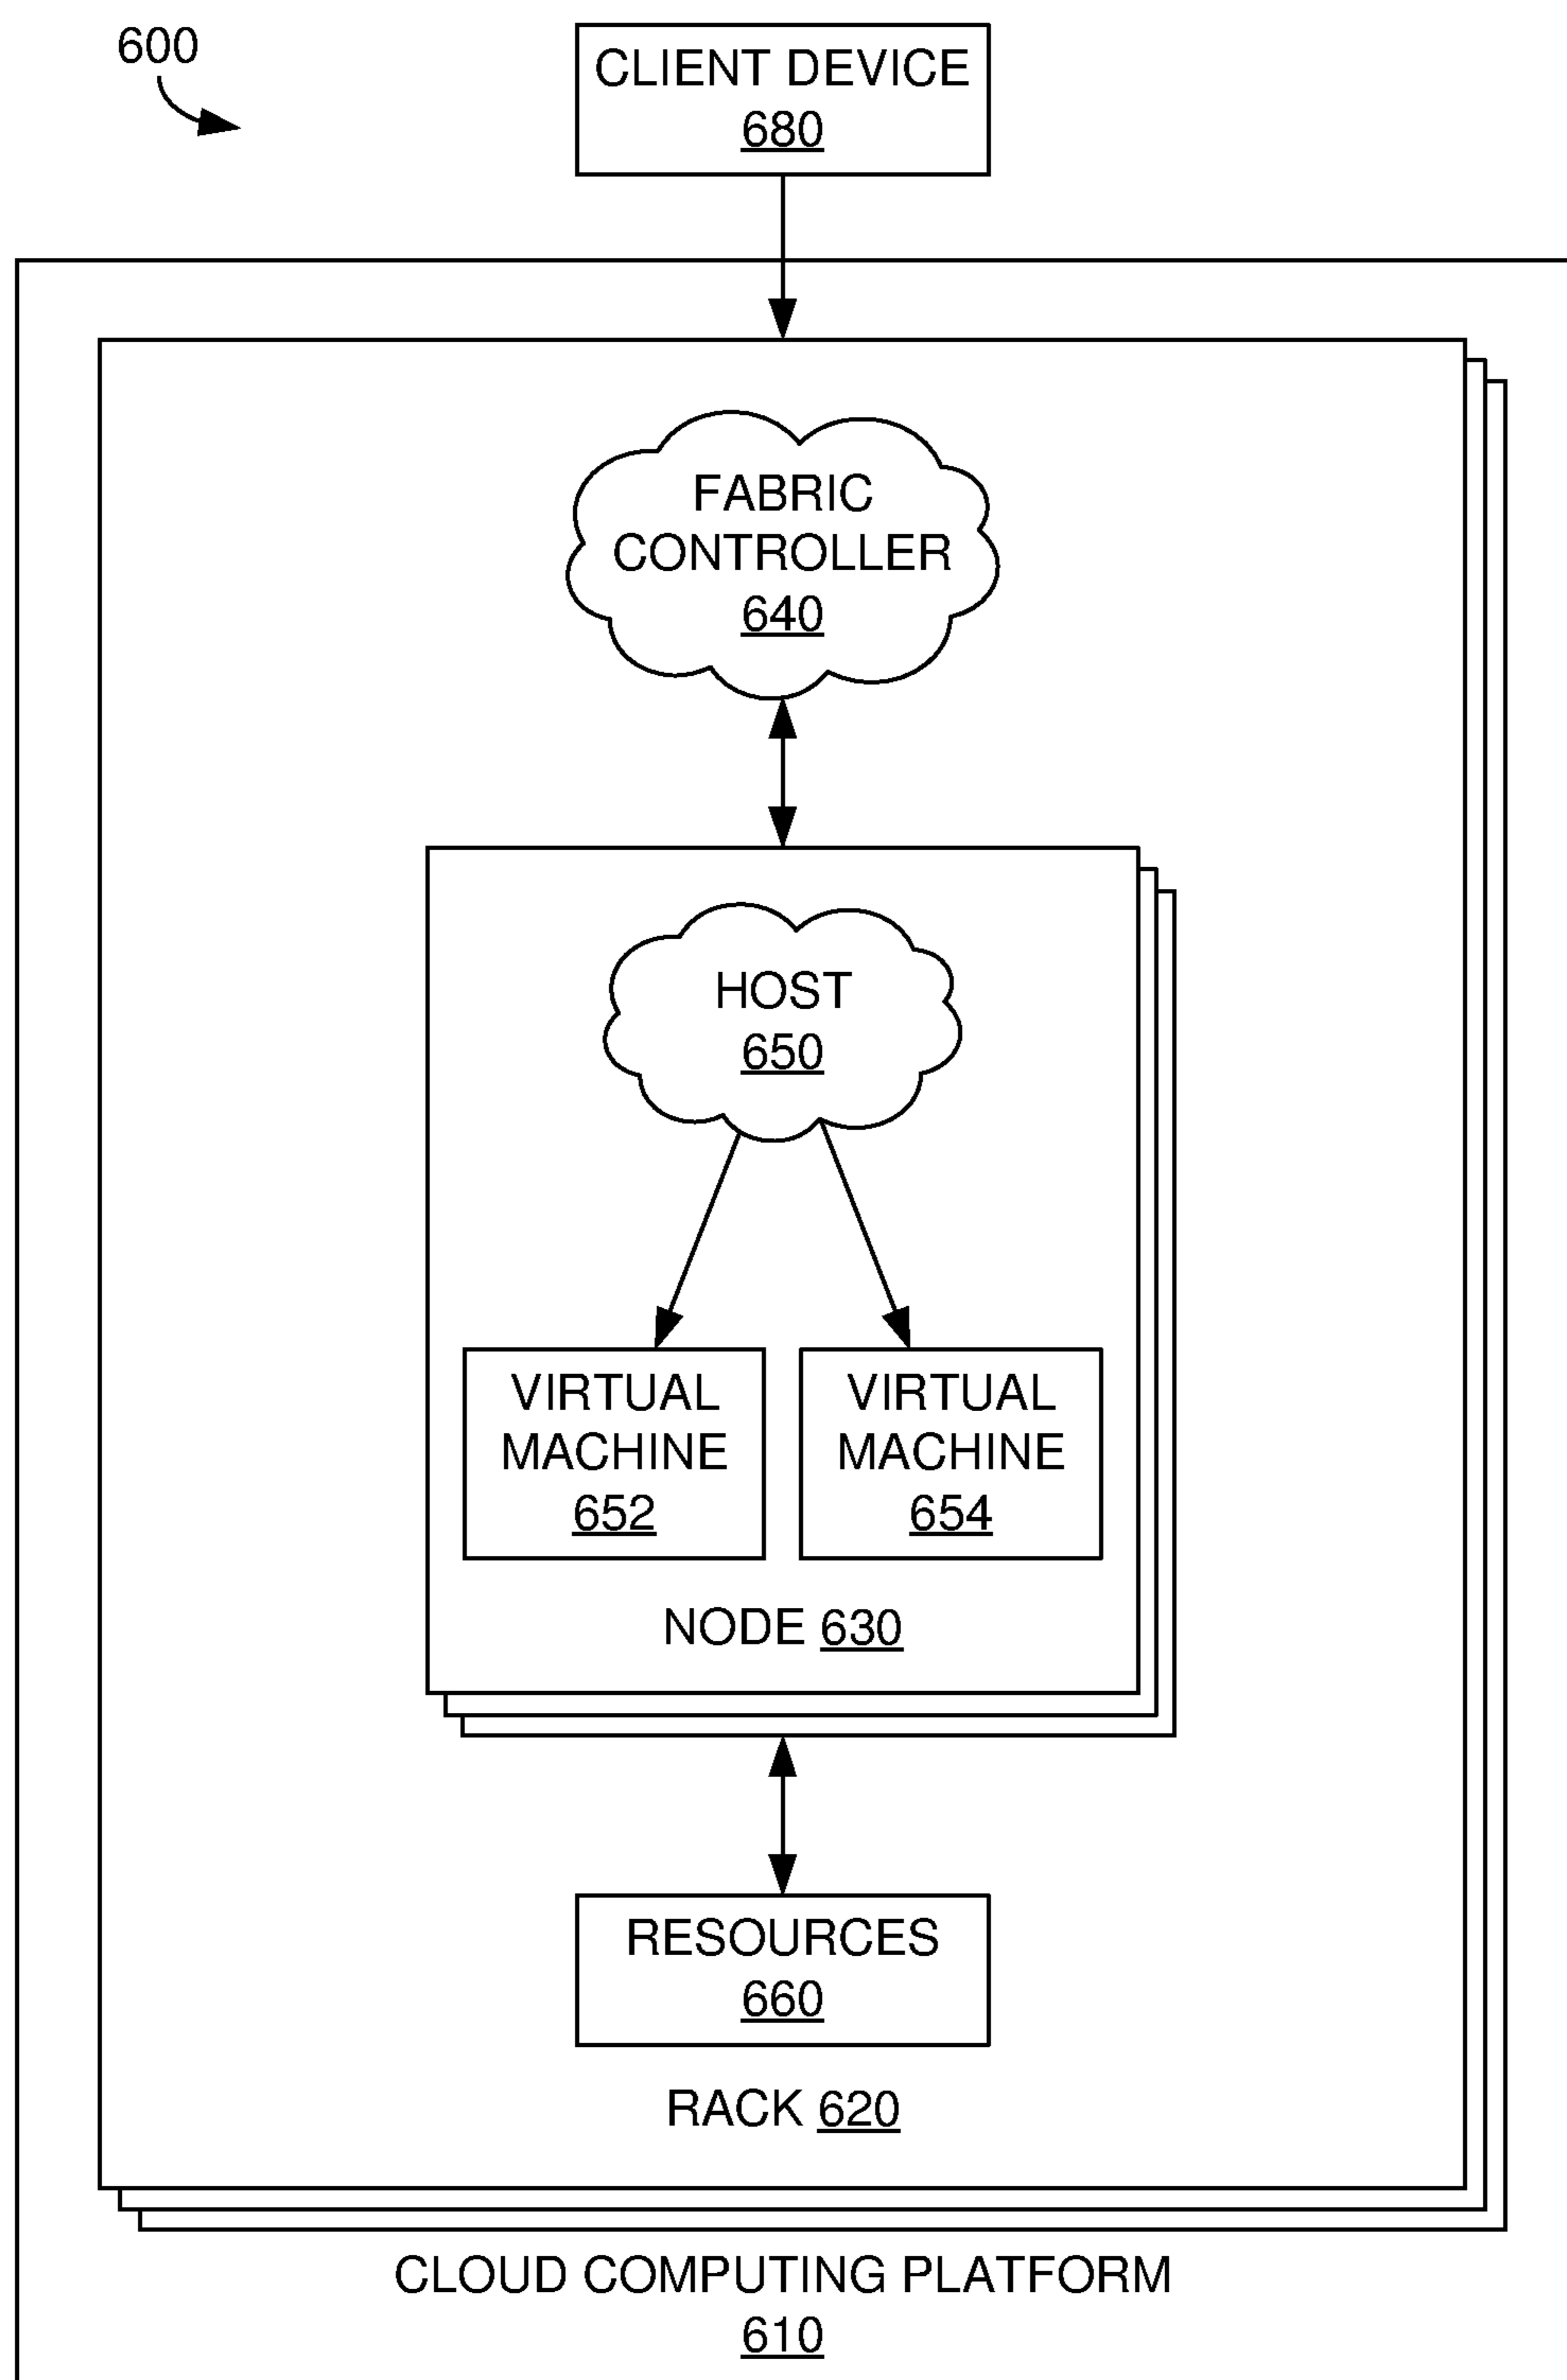 600
CLIENT DEVICE
680
FABRIC
CONTROLLER
640
HOST
650
VIRTUAL
MACHINE
652
VIRTUAL
MACHINE
654
NODE 630
RESOURCES
660
RACK 620
CLOUD COMPUTING PLATFORM
610